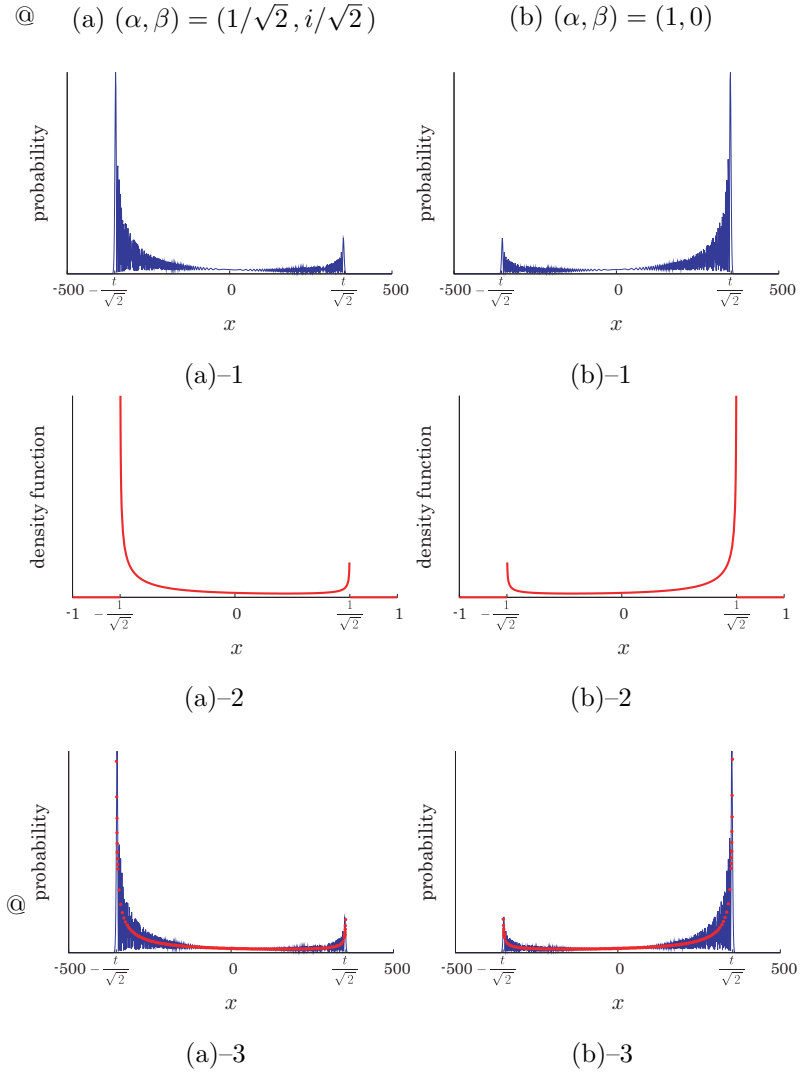 @ (a) (α, β) = (1/√2, i/√2) (b) (α, β) = (1, 0)
probability
-500 −t/√2 0 t/√2 500
x
(a)–1
probability
-500 −t/√2 0 t/√2 500
x
(b)–1
density function
-1 −1/√2 0 1/√2 1
x
(a)–2
density function
-1 −1/√2 0 1/√2 1
x
(b)–2
@
probability
-500 −t/√2 0 t/√2 500
x
(a)–3
probability
-500 −t/√2 0 t/√2 500
x
(b)–3